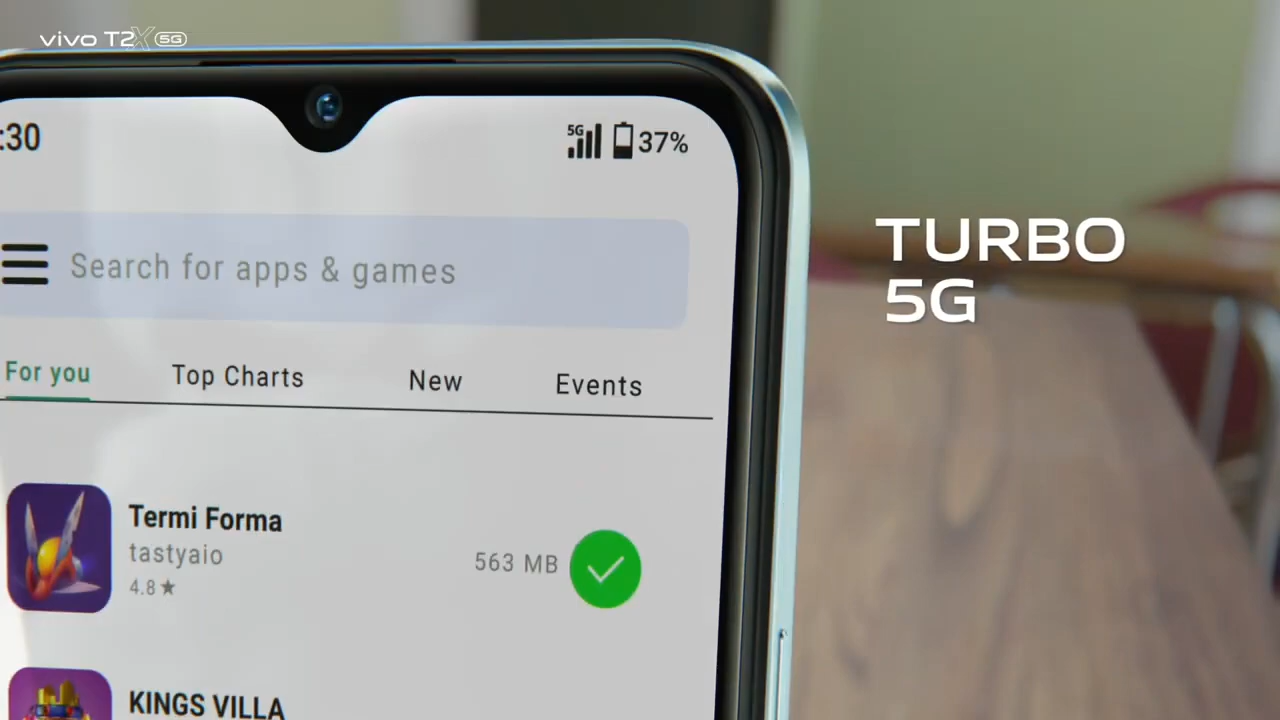 vivo T2X 5G
:30
5G
37%
TURBO
5G
Search for apps & games
For you
Top Charts
New
Events
Termi Forma
tastyaio
563 MB
4.8 ★
KINGS VILLA